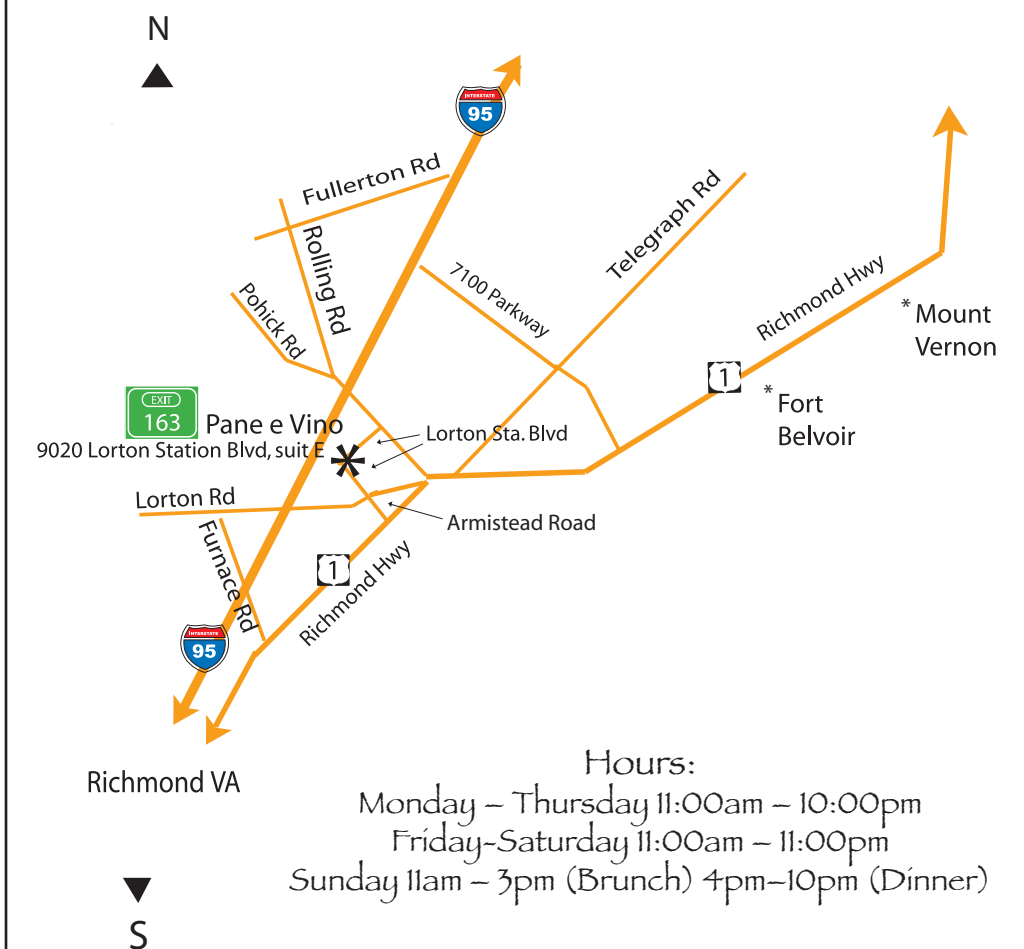 N
INTERSTATE
95
Fullerton Rd
Rolling Rd
Telegraph Rd
7100 Parkway
Pohick Rd
Richmond Hwy
* Mount
Vernon
1
* Fort
Belvoir
EXIT
163
Pane e Vino
9020 Lorton Station Blvd, suit E
Lorton Sta. Blvd
Lorton Rd
Armistead Road
Furnace Rd
1
Richmond Hwy
INTERSTATE
95
Richmond VA
Hours:
Monday – Thursday 11:00am – 10:00pm
Friday-Saturday 11:00am – 11:00pm
Sunday 11am – 3pm (Brunch) 4pm–10pm (Dinner)
S